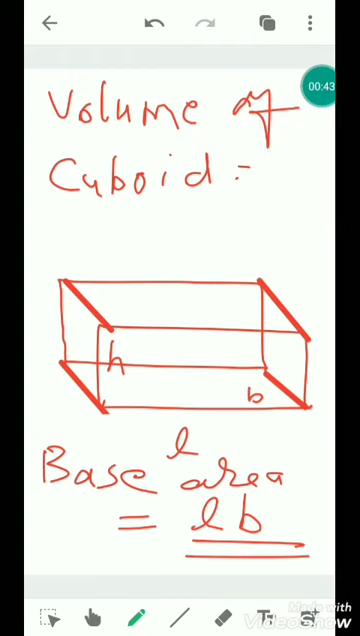 00:43
Volume of
Cuboid =
h
b
l
Base area
= lb
Made with
VideoShow